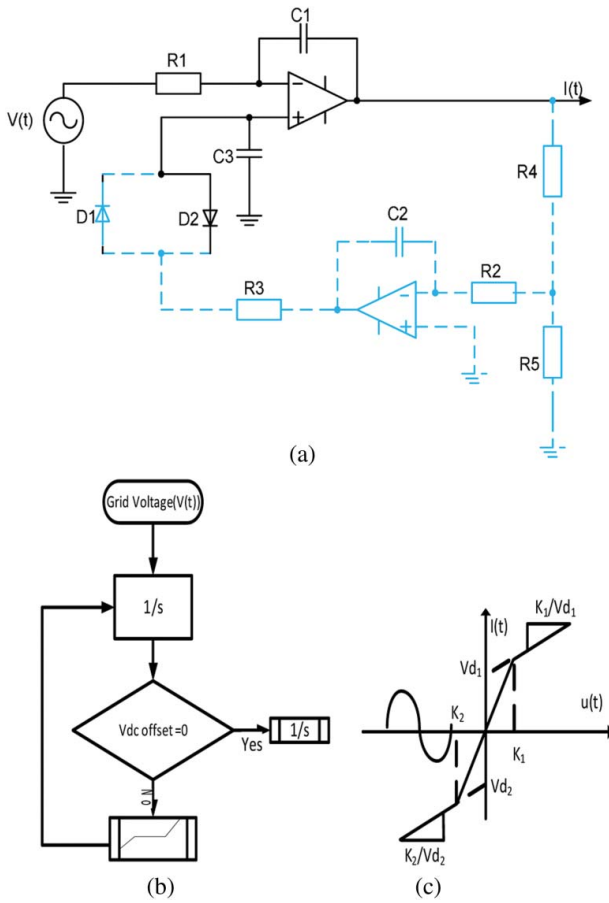 C1
R1
I(t)
V(t)
−
+
C3
R4
D1
D2
C2
R2
R3
−
+
R5
(a)
Grid Voltage(V(t))
1/s
Vdc offset =0
Yes
1/s
No
(b)
K1/Vd1
I(t)
Vd1
u(t)
K2
K1
Vd2
K2/Vd2
(c)